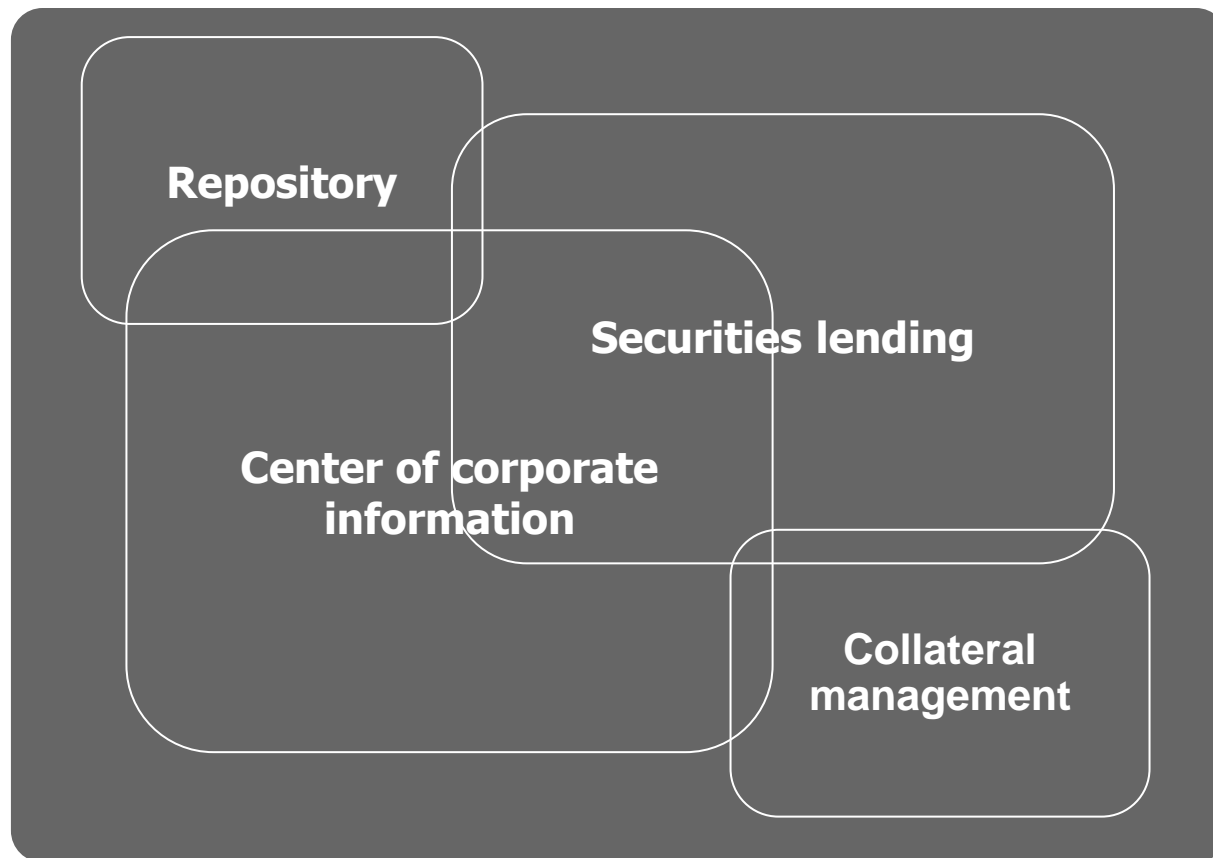 Repository
Securities lending
Center of corporate
information
Collateral
management